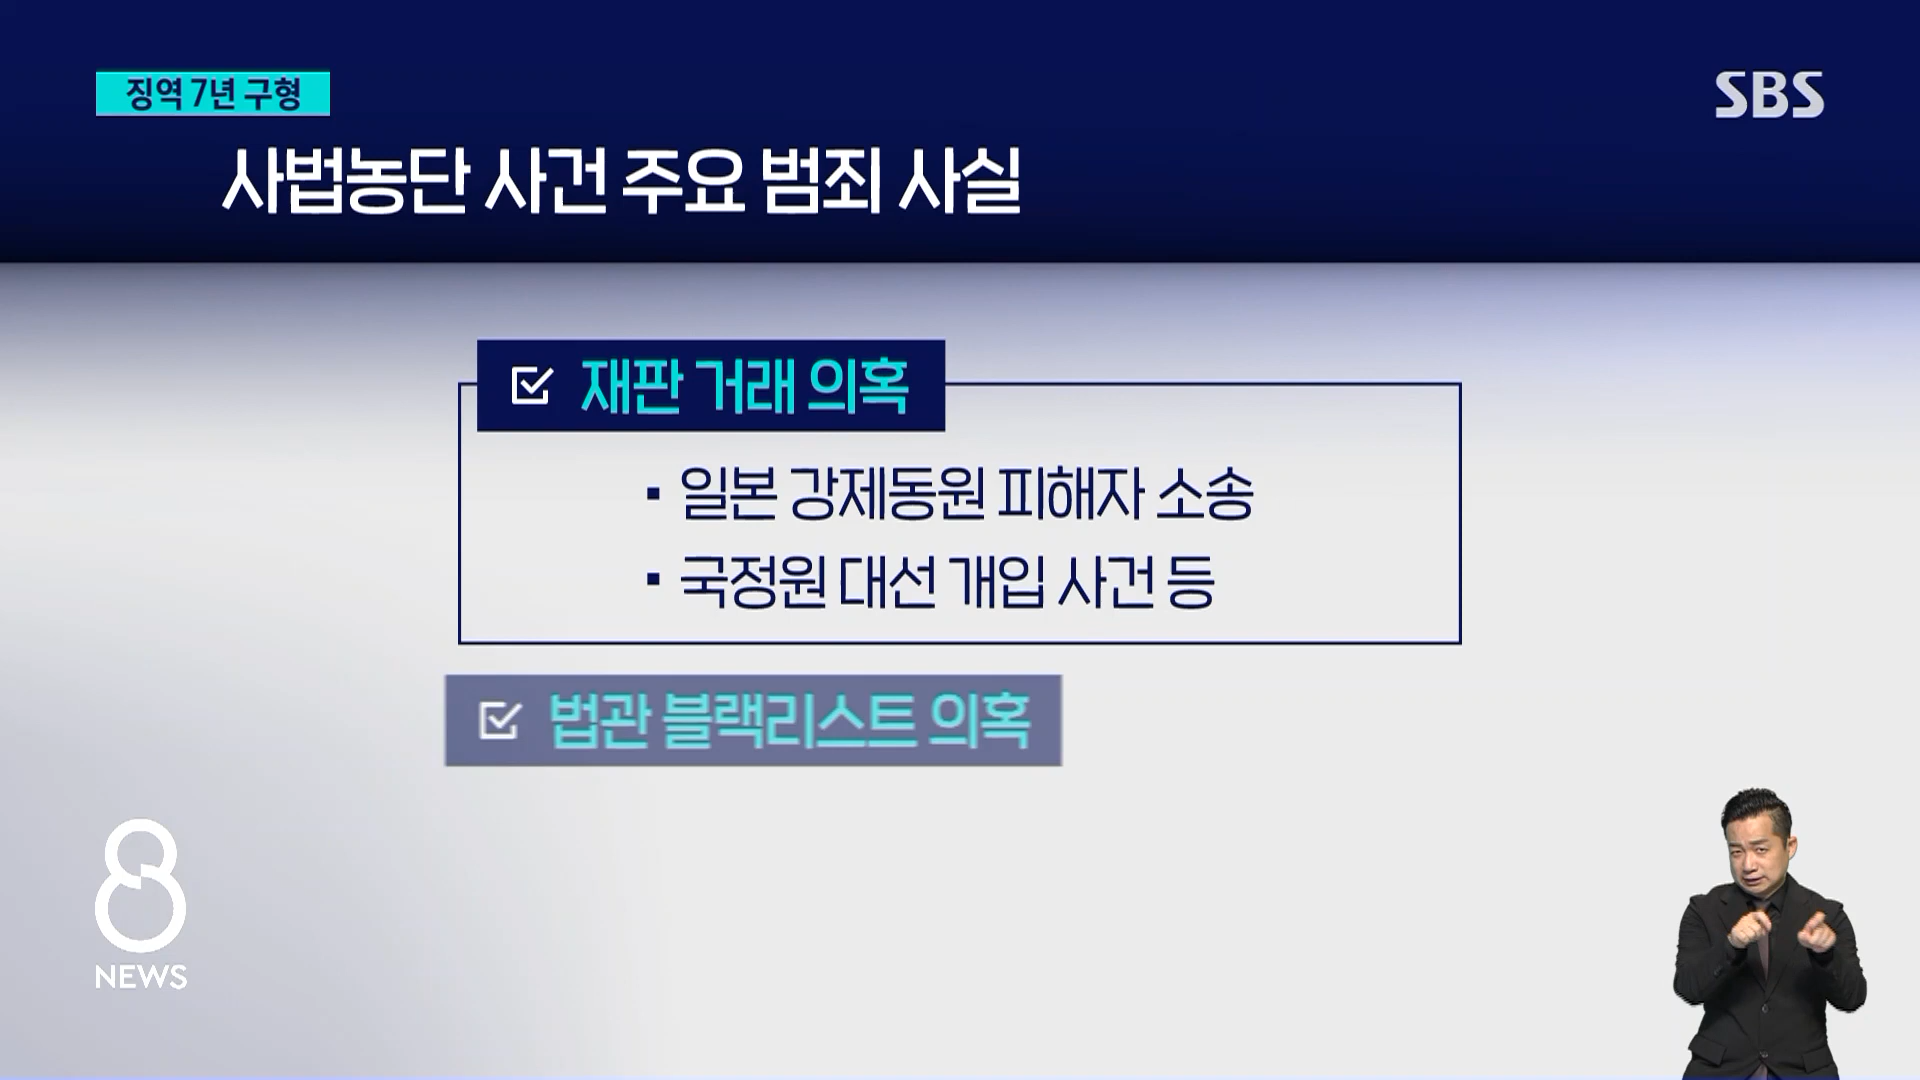 징역 7년 구형
SBS
사법농단 사건 주요 범죄 사실
재판 거래 의혹
▪ 일본 강제동원 피해자 소송
▪ 국정원 대선 개입 사건 등
법관 블랙리스트 의혹
8
NEWS